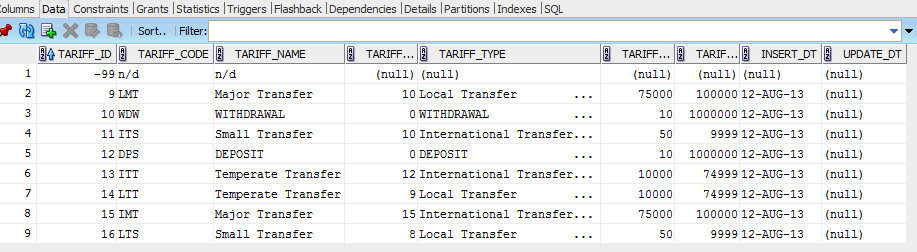 Columns Data Constraints Grants Statistics Triggers Flashback Dependencies Details Partitions Indexes SQL
Sort.. Filter:
TARIFF_ID TARIFF_CODE TARIFF_NAME TARIFF... TARIFF_TYPE TARIFF... TARIF... INSERT_DT UPDATE_DT
1 -99 n/d n/d (null) (null) (null) (null) (null) (null)
2 9 LMT Major Transfer 10 Local Transfer ... 75000 100000 12-AUG-13 (null)
3 10 WDW WITHDRAWAL 0 WITHDRAWAL ... 10 1000000 12-AUG-13 (null)
4 11 ITS Small Transfer 10 International Transfer... 50 9999 12-AUG-13 (null)
5 12 DPS DEPOSIT 0 DEPOSIT ... 10 1000000 12-AUG-13 (null)
6 13 ITT Temperate Transfer 12 International Transfer... 10000 74999 12-AUG-13 (null)
7 14 LTT Temperate Transfer 9 Local Transfer ... 10000 74999 12-AUG-13 (null)
8 15 IMT Major Transfer 15 International Transfer... 75000 100000 12-AUG-13 (null)
9 16 LTS Small Transfer 8 Local Transfer ... 50 9999 12-AUG-13 (null)